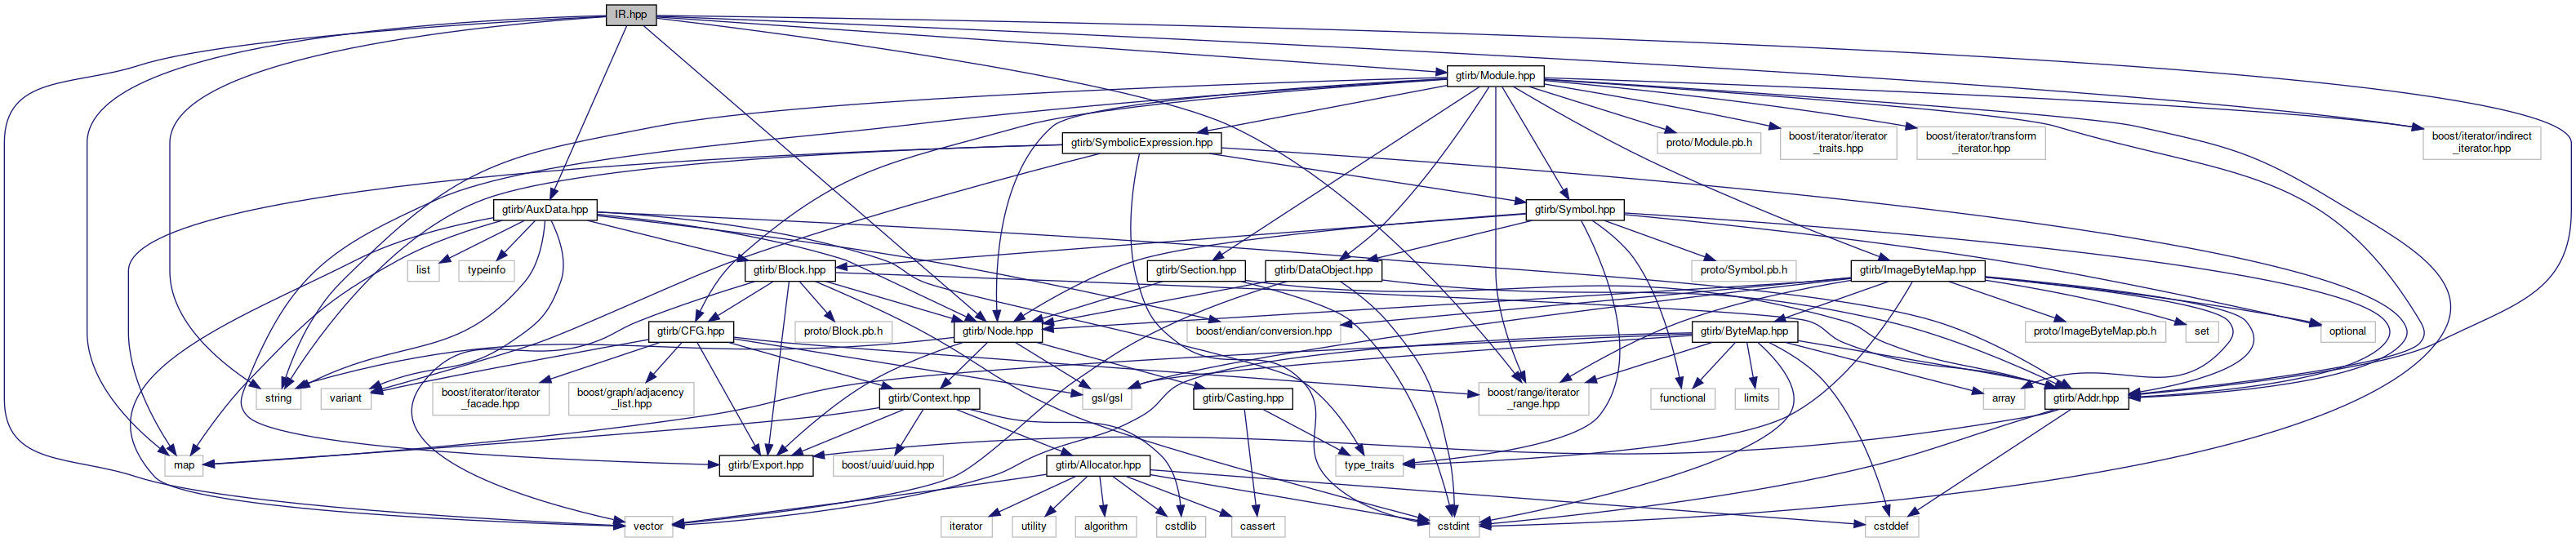 IR.hpp
gtirb/Module.hpp
gtirb/SymbolicExpression.hpp
proto/Module.pb.h
boost/iterator/iterator
_traits.hpp
boost/iterator/transform
_iterator.hpp
boost/iterator/indirect
_iterator.hpp
gtirb/AuxData.hpp
gtirb/Symbol.hpp
list
typeinfo
gtirb/Block.hpp
gtirb/Section.hpp
gtirb/DataObject.hpp
proto/Symbol.pb.h
gtirb/ImageByteMap.hpp
gtirb/CFG.hpp
proto/Block.pb.h
gtirb/Node.hpp
boost/endian/conversion.hpp
gtirb/ByteMap.hpp
proto/ImageByteMap.pb.h
set
optional
string
variant
boost/iterator/iterator
_facade.hpp
boost/graph/adjacency
_list.hpp
gtirb/Context.hpp
gsl/gsl
gtirb/Casting.hpp
boost/range/iterator
_range.hpp
functional
limits
array
gtirb/Addr.hpp
map
gtirb/Export.hpp
boost/uuid/uuid.hpp
gtirb/Allocator.hpp
type_traits
vector
iterator
utility
algorithm
cstdlib
cassert
cstdint
cstddef